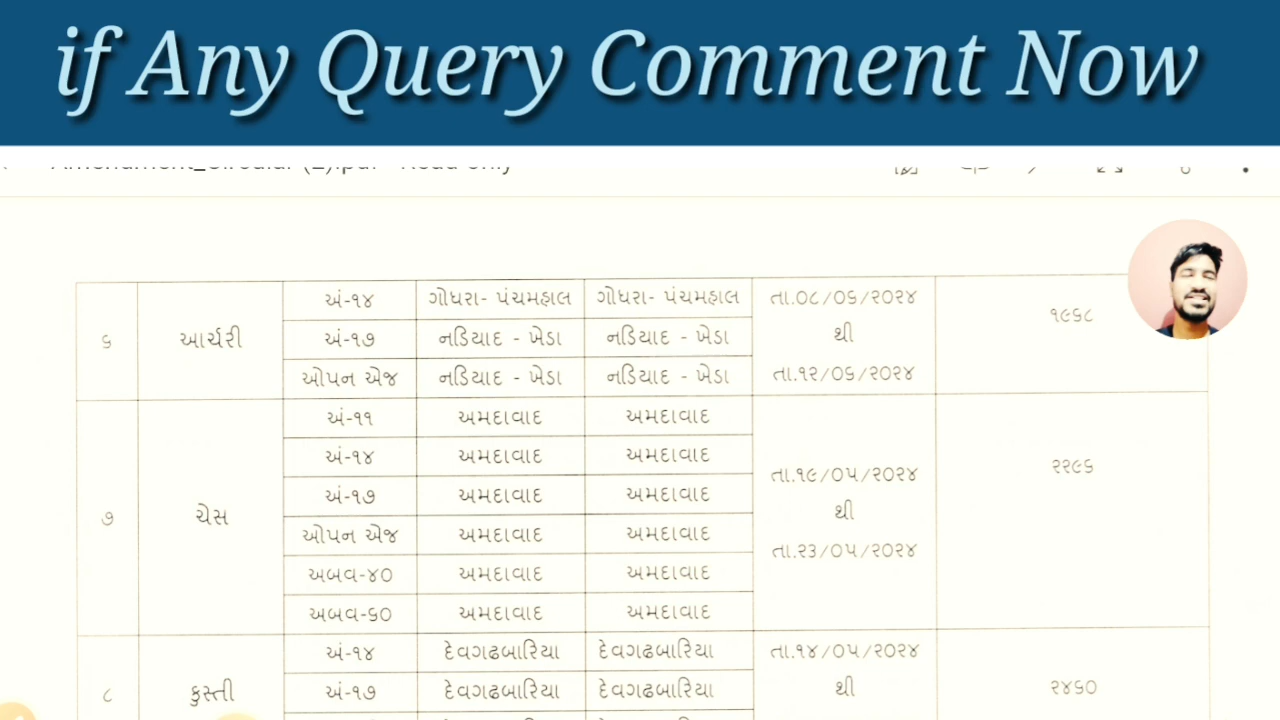 if Any Query Comment Now
૬ આર્ચરી અં-૧૪ ગોધરા- પંચમહાલ ગોધરા- પંચમહાલ તા.૦૮/૦૬/૨૦૨૪ ૧૯૬૮
અં-૧૭ નડિયાદ - ખેડા નડિયાદ - ખેડા થી
ઓપન એજ નડિયાદ - ખેડા નડિયાદ - ખેડા તા.૧૨/૦૬/૨૦૨૪
૭ ચેસ અં-૧૧ અમદાવાદ અમદાવાદ
અં-૧૪ અમદાવાદ અમદાવાદ તા.૧૯/૦૫/૨૦૨૪ ૨૨૯૬
અં-૧૭ અમદાવાદ અમદાવાદ થી
ઓપન એજ અમદાવાદ અમદાવાદ તા.૨૩/૦૫/૨૦૨૪
અબવ-૪૦ અમદાવાદ અમદાવાદ
અબવ-૬૦ અમદાવાદ અમદાવાદ
૮ કુસ્તી અં-૧૪ દેવગઢબારિયા દેવગઢબારિયા તા.૧૪/૦૫/૨૦૨૪ ૨૪૬૦
અં-૧૭ દેવગઢબારિયા દેવગઢબારિયા થી